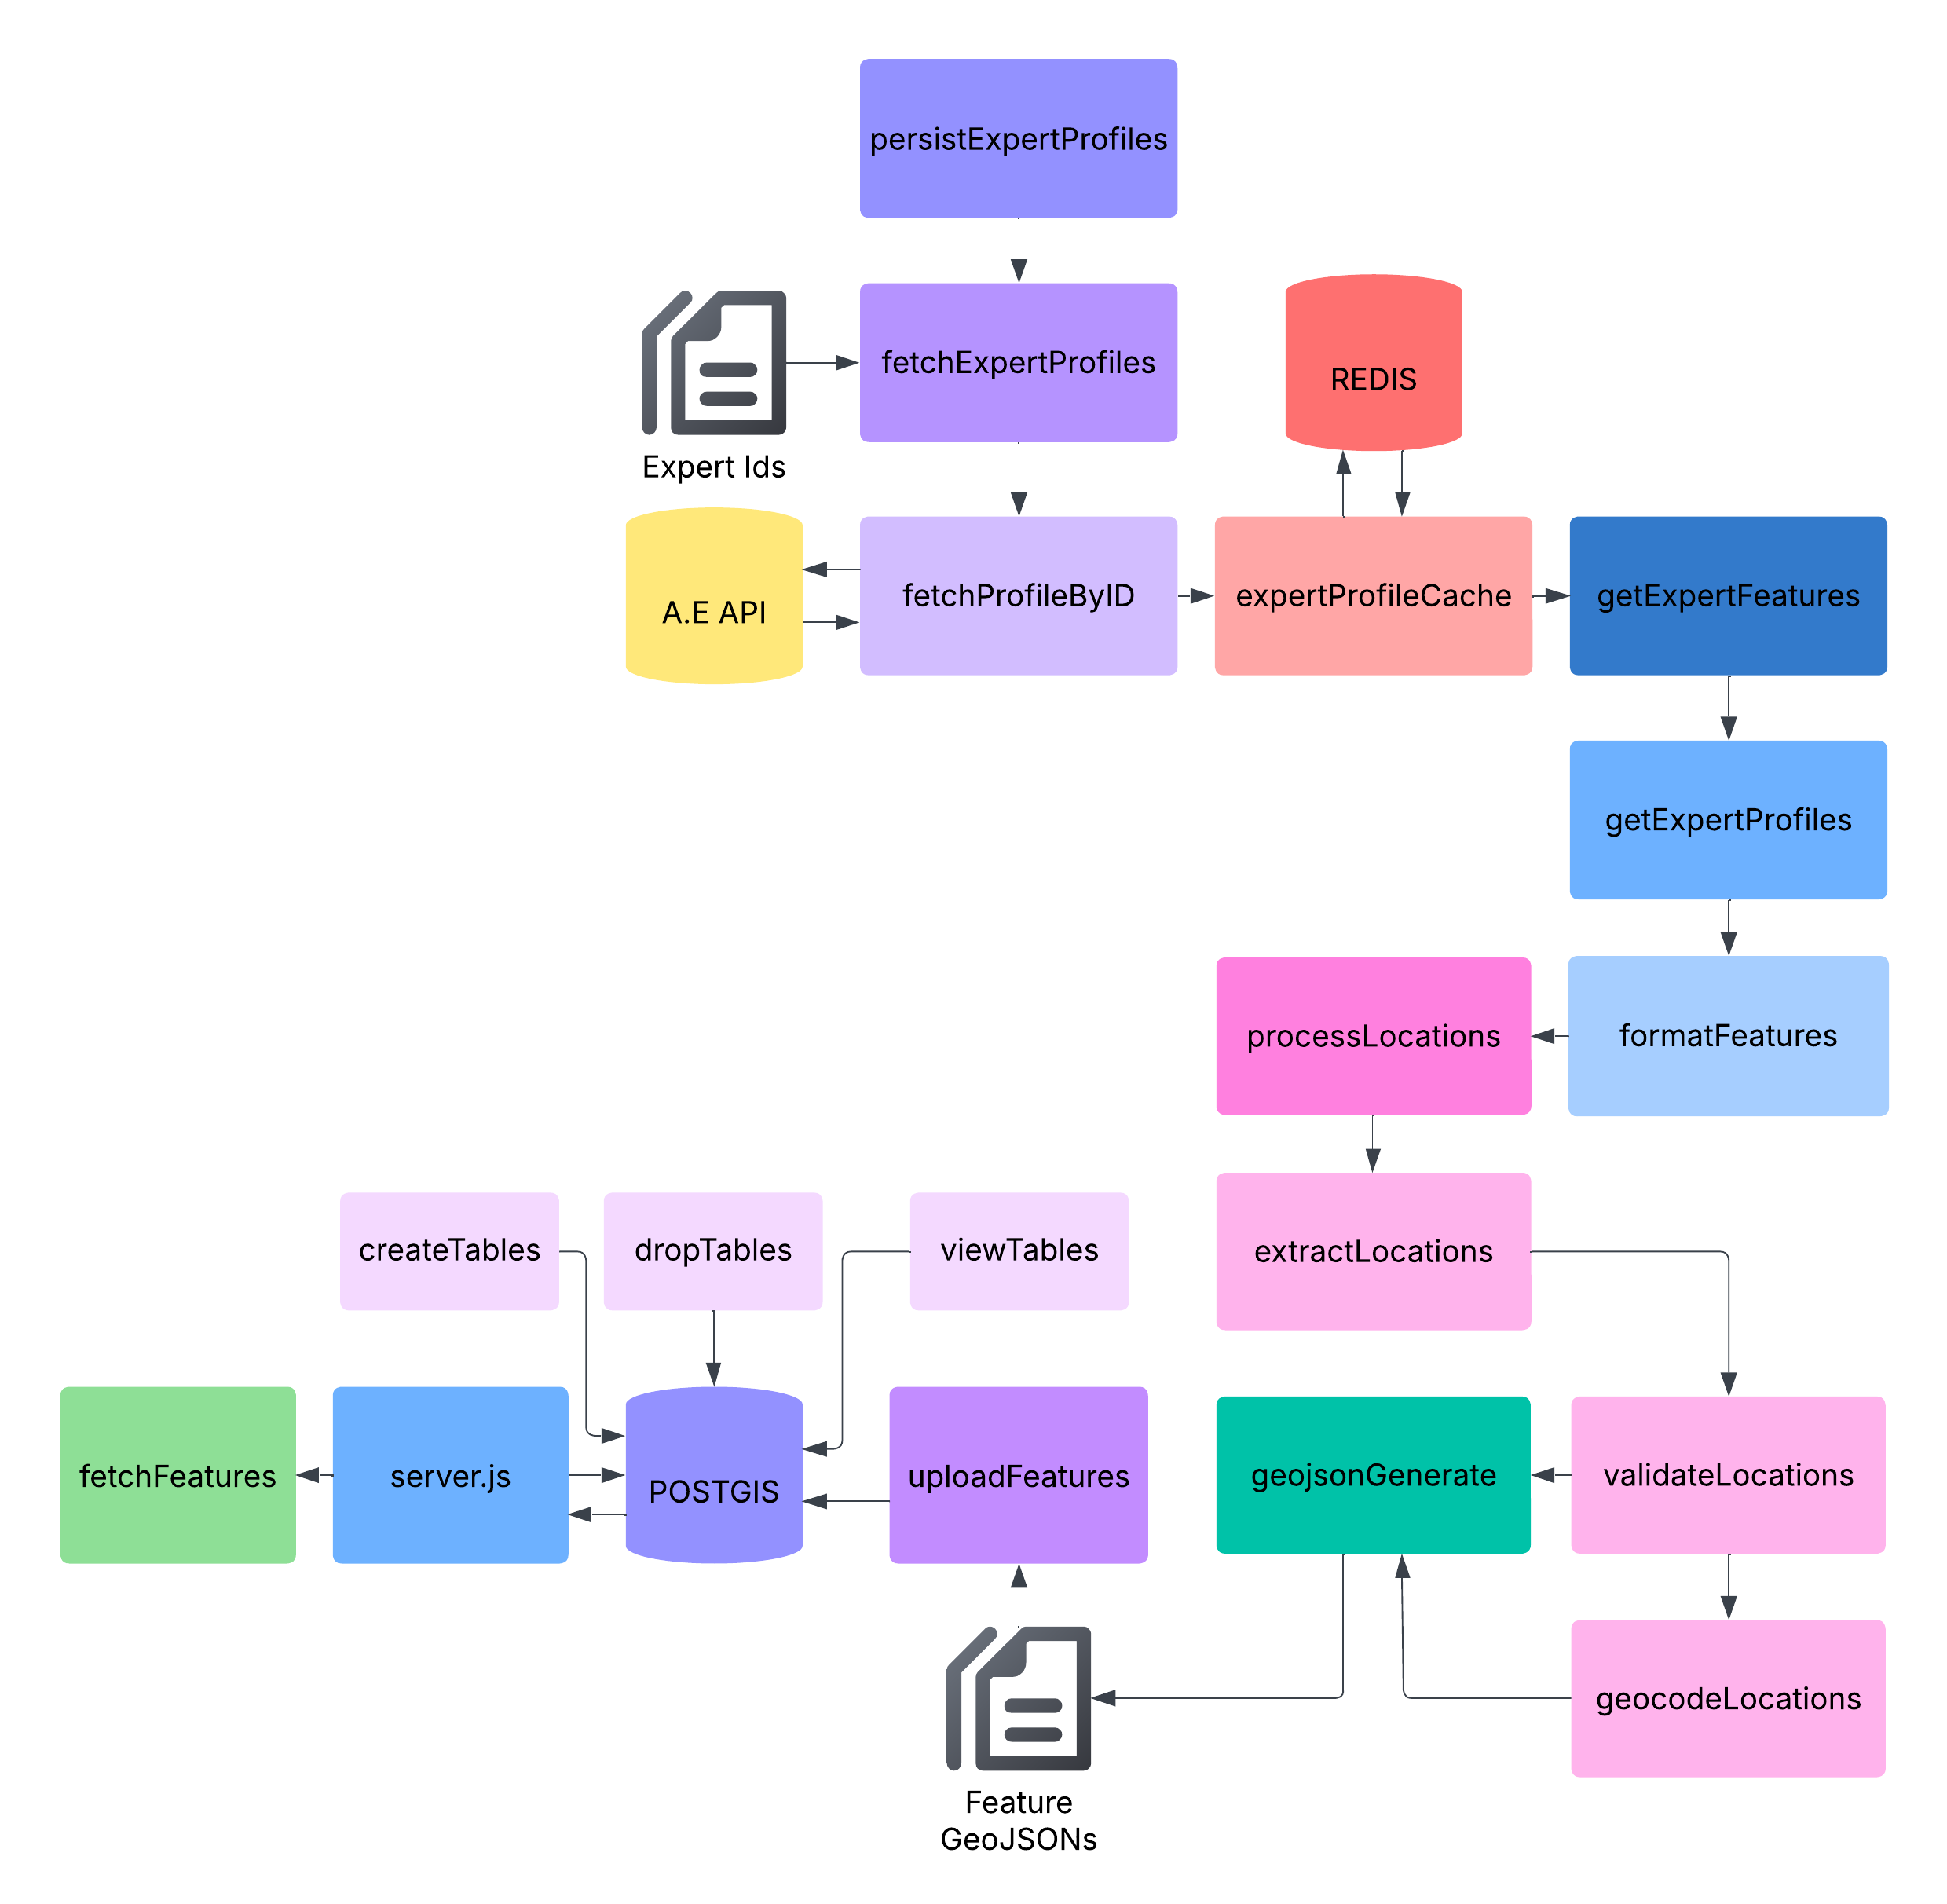 persistExpertProfiles
fetchExpertProfiles
REDIS
Expert Ids
A.E API
fetchProfileByID
expertProfileCache
getExpertFeatures
getExpertProfiles
processLocations
formatFeatures
createTables
dropTables
viewTables
extractLocations
fetchFeatures
server.js
POSTGIS
uploadFeatures
geojsonGenerate
validateLocations
geocodeLocations
Feature
GeoJSONs